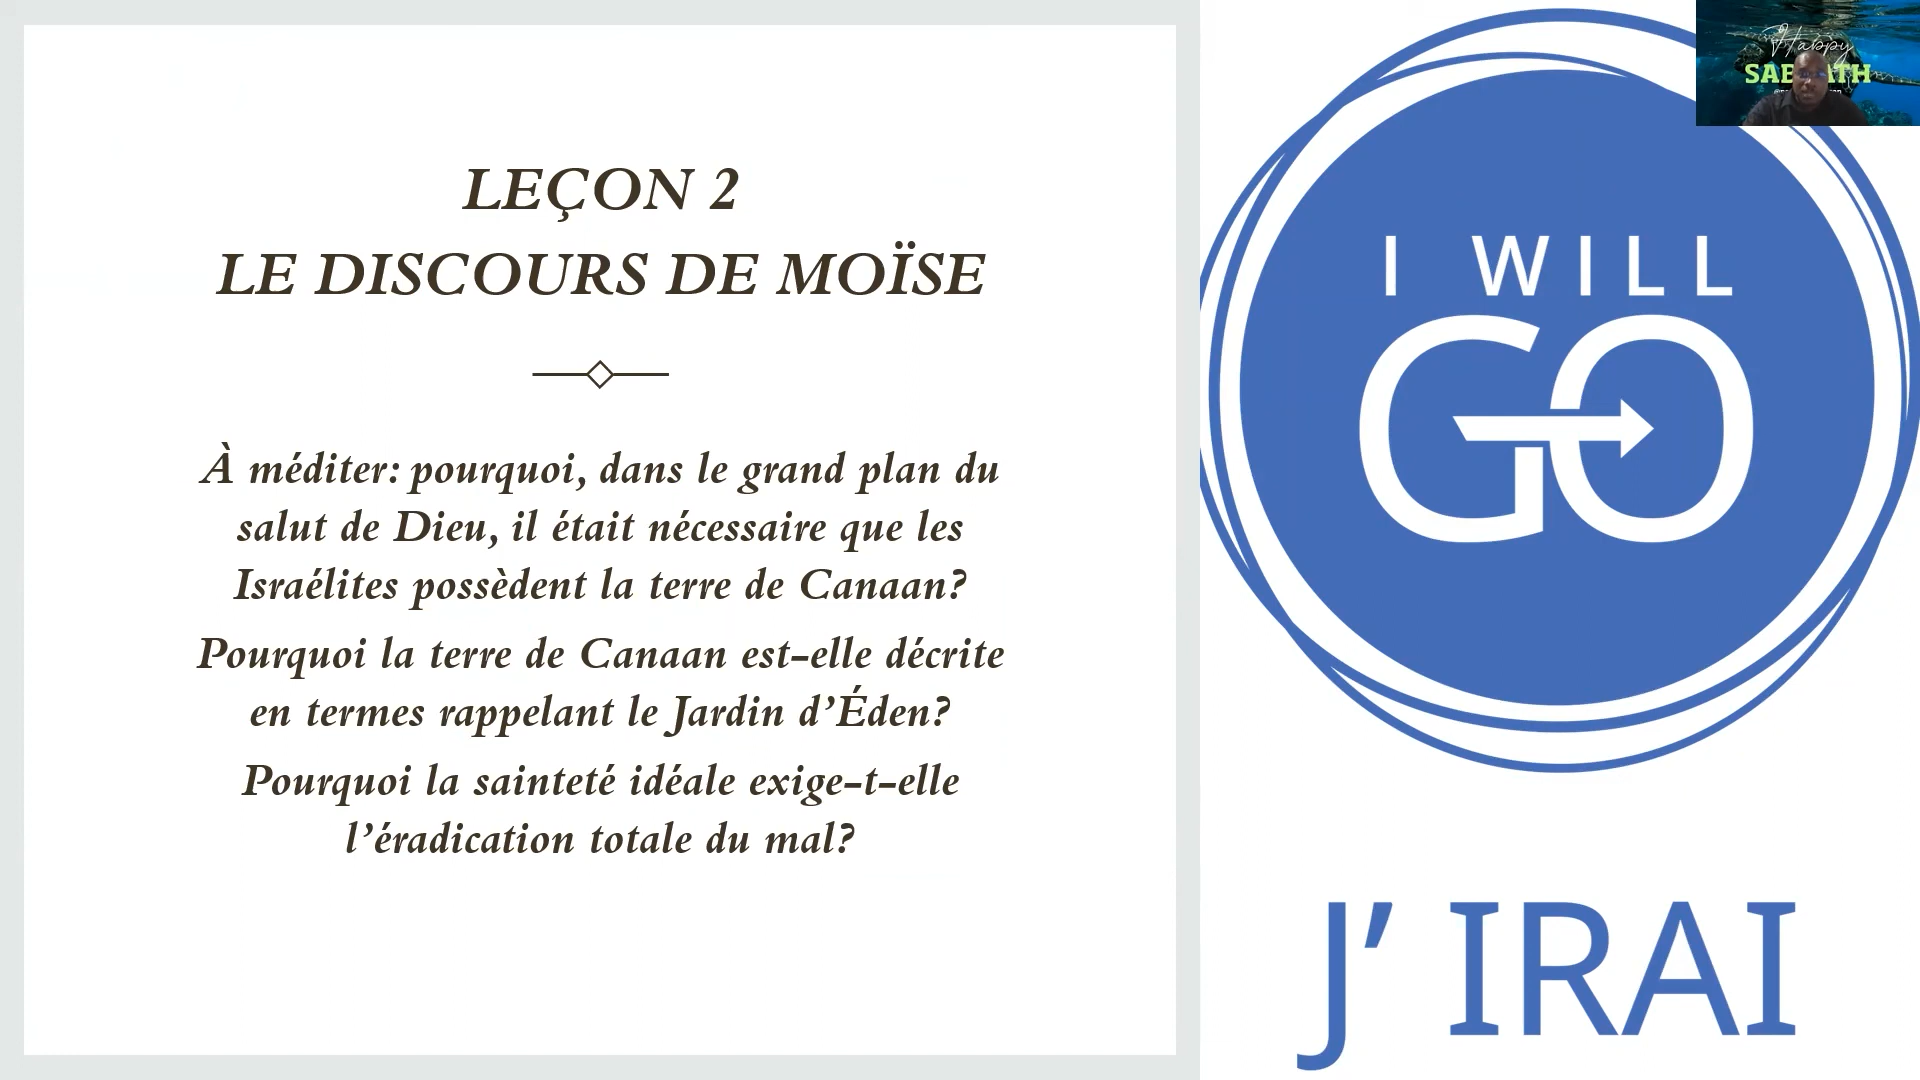 LEÇON 2
LE DISCOURS DE MOÏSE
À méditer: pourquoi, dans le grand plan du
salut de Dieu, il était nécessaire que les
Israélites possèdent la terre de Canaan?
Pourquoi la terre de Canaan est-elle décrite
en termes rappelant le Jardin d’Éden?
Pourquoi la sainteté idéale exige-t-elle
l’éradication totale du mal?
Happy
I WILL
GO
J’ IRAI